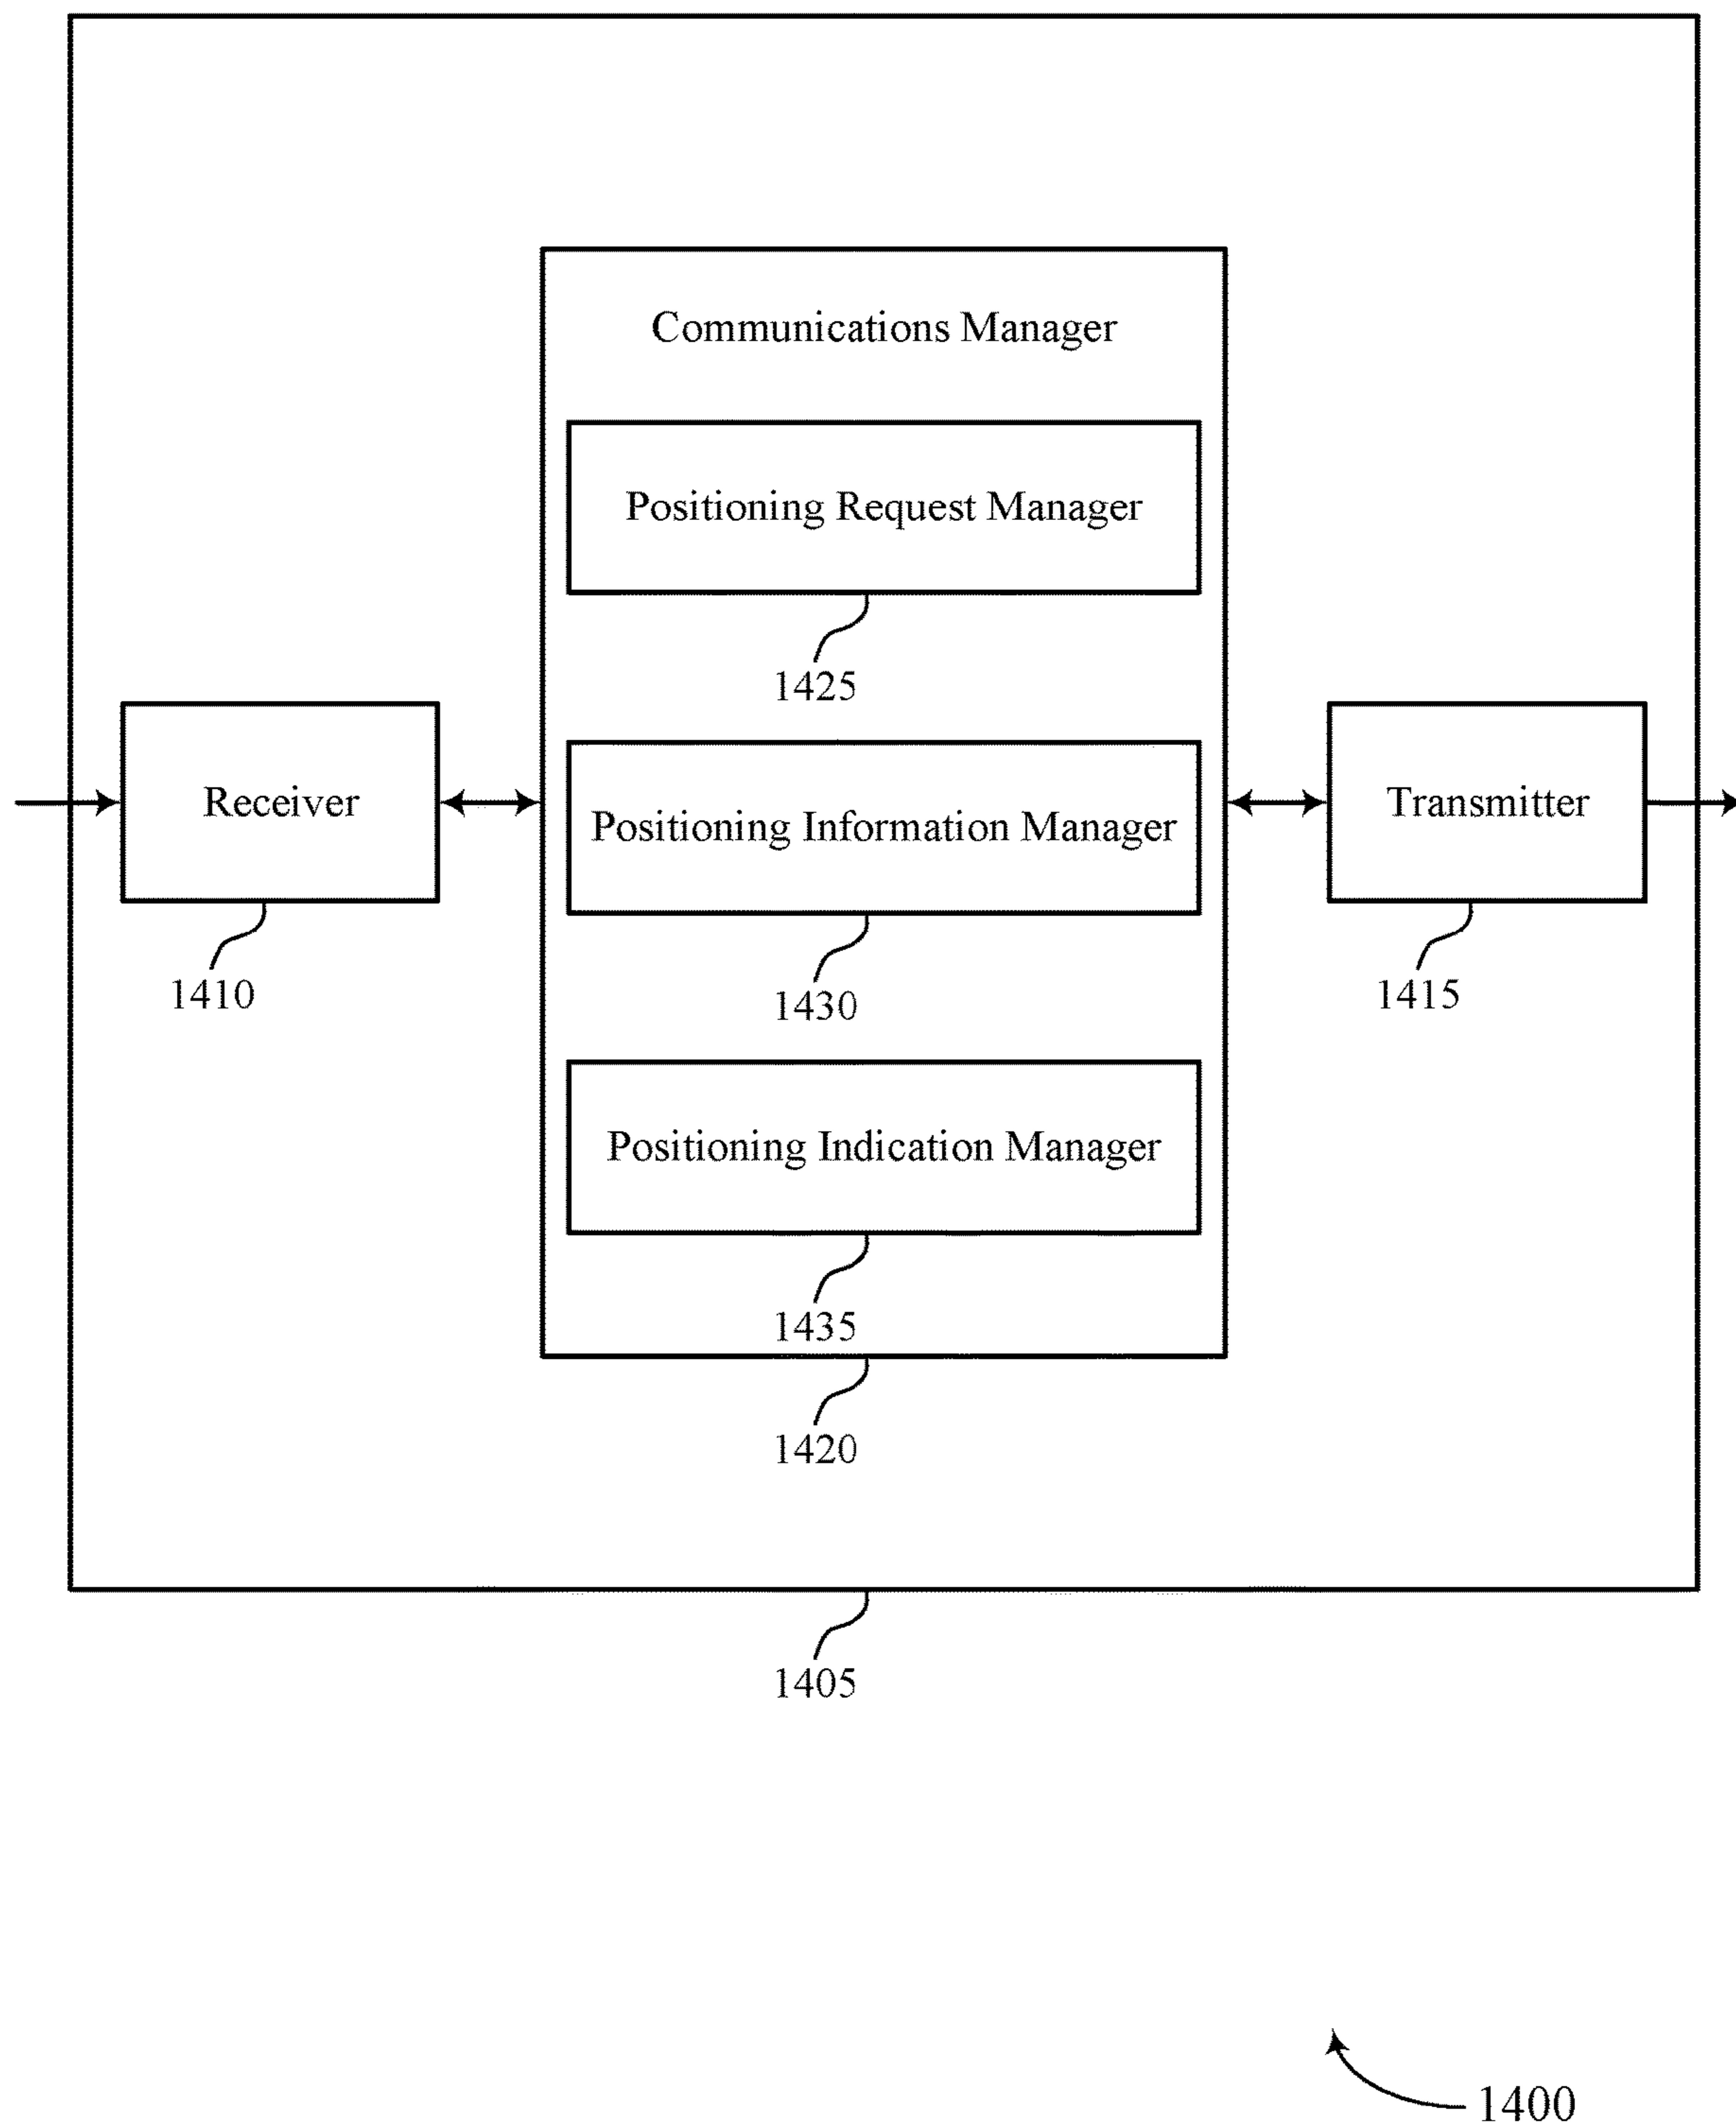 Communications Manager
Positioning Request Manager
1425
Receiver
1410
Positioning Information Manager
1430
Transmitter
1415
Positioning Indication Manager
1435
1420
1405
1400